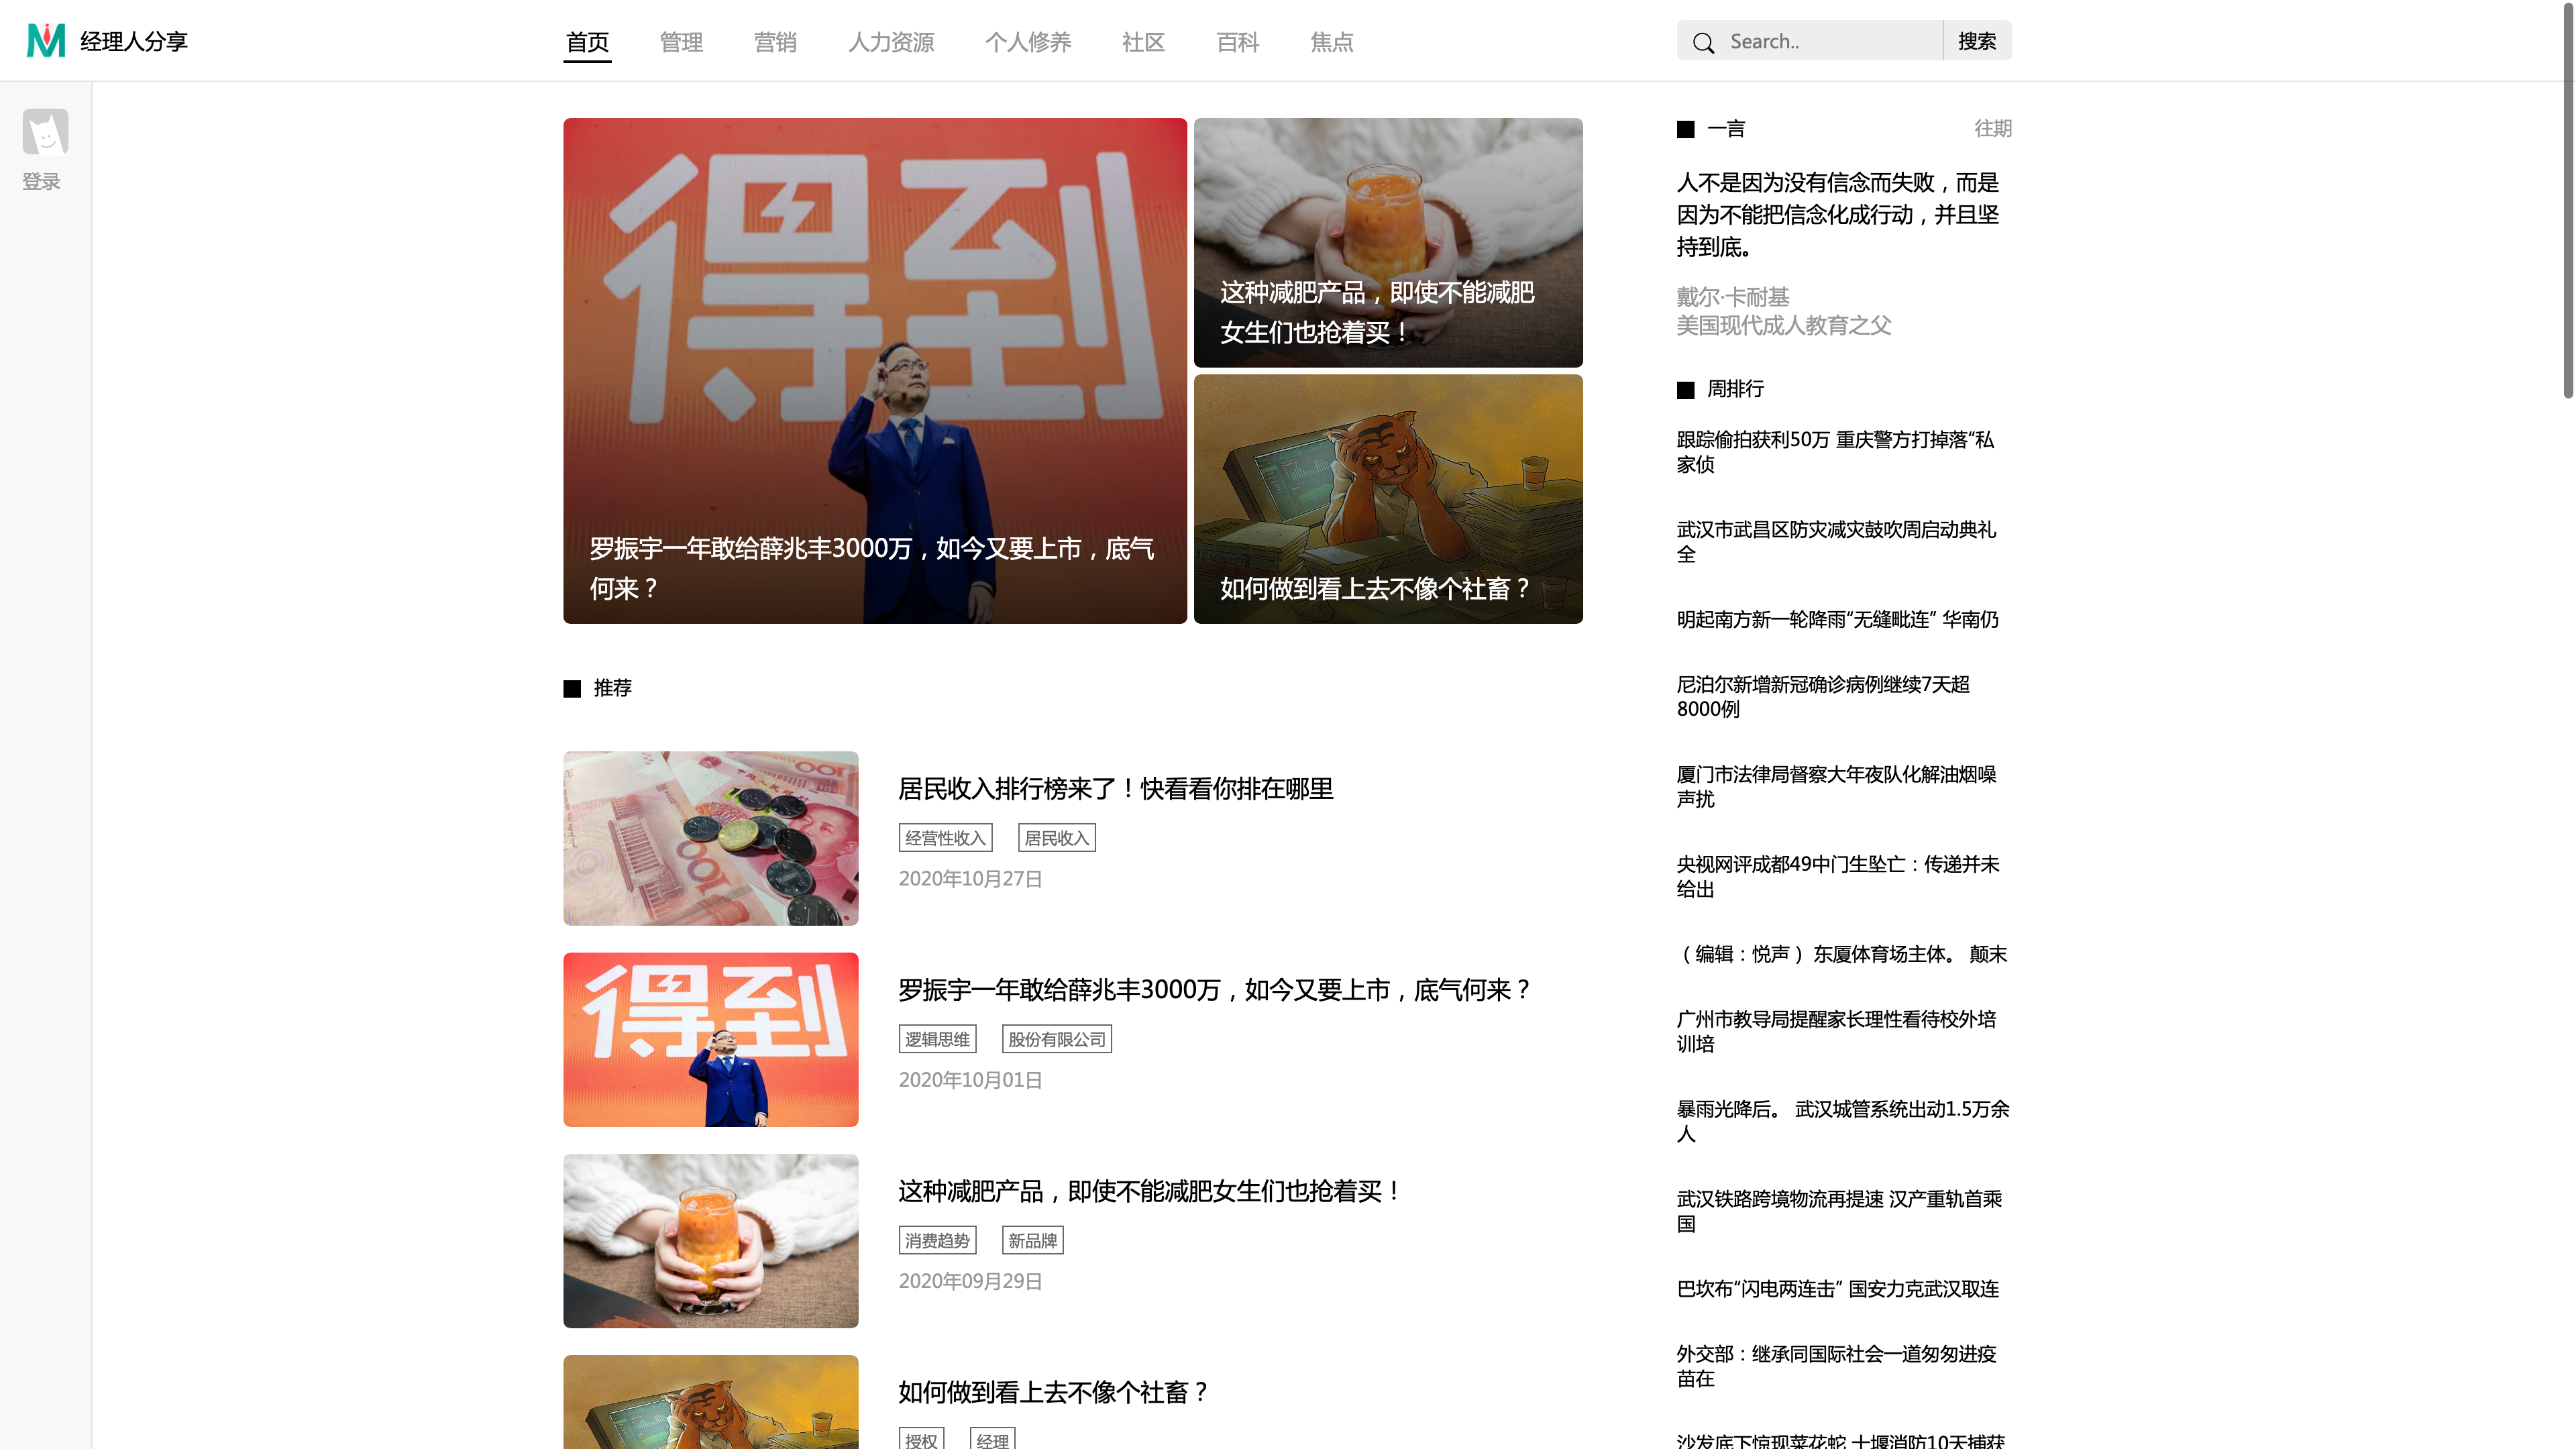 经理人分享
首页
管理
营销
人力资源
个人修养
社区
百科
焦点
Search..
搜索
登录
得到
罗振宇一年敢给薛兆丰3000万，如今又要上市，底气
何来？
这种减肥产品，即使不能减肥
女生们也抢着买！
如何做到看上去不像个社畜？
推荐
居民收入排行榜来了！快看看你排在哪里
经营性收入
居民收入
2020年10月27日
得到
罗振宇一年敢给薛兆丰3000万，如今又要上市，底气何来？
逻辑思维
股份有限公司
2020年10月01日
这种减肥产品，即使不能减肥女生们也抢着买！
消费趋势
新品牌
2020年09月29日
如何做到看上去不像个社畜？
授权
经理
一言
往期
人不是因为没有信念而失败，而是
因为不能把信念化成行动，并且坚
持到底。
戴尔·卡耐基
美国现代成人教育之父
周排行
跟踪偷拍获利50万 重庆警方打掉落“私
家侦
武汉市武昌区防灾减灾鼓吹周启动典礼
全
明起南方新一轮降雨“无缝毗连” 华南仍
尼泊尔新增新冠确诊病例继续7天超
8000例
厦门市法律局督察大年夜队化解油烟噪
声扰
央视网评成都49中门生坠亡：传递并未
给出
（编辑：悦声） 东厦体育场主体。 颠末
广州市教导局提醒家长理性看待校外培
训培
暴雨光降后。 武汉城管系统出动1.5万余
人
武汉铁路跨境物流再提速 汉产重轨首乘
国
巴坎布“闪电两连击” 国安力克武汉取连
外交部：继承同国际社会一道匆匆进疫
苗在
沙发底下惊现菜花蛇 十堰消防10天捕获